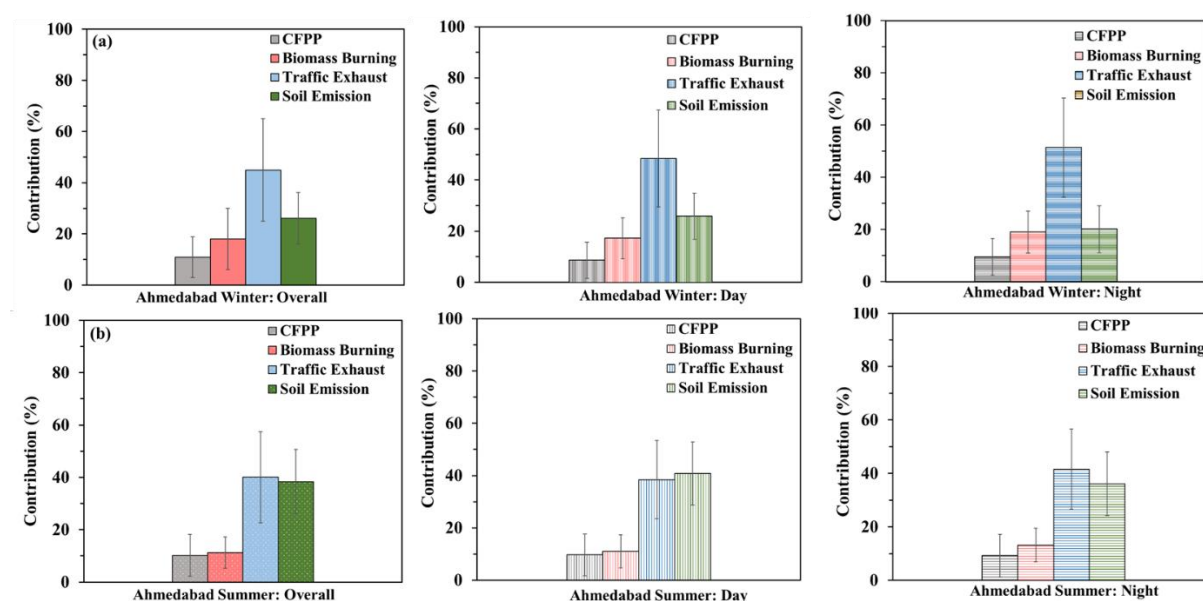 (a)
100
80
60
40
20
0
Contribution (%)
CFPP
Biomass Burning
Traffic Exhaust
Soil Emission
Ahmedabad Winter: Overall
100
80
60
40
20
0
Contribution (%)
CFPP
Biomass Burning
Traffic Exhaust
Soil Emission
Ahmedabad Winter: Day
100
80
60
40
20
0
Contribution (%)
CFPP
Biomass Burning
Traffic Exhaust
Soil Emission
Ahmedabad Winter: Night
(b)
100
80
60
40
20
0
Contribution (%)
CFPP
Biomass Burning
Traffic Exhaust
Soil Emission
Ahmedabad Summer: Overall
100
80
60
40
20
0
Contribution (%)
CFPP
Biomass Burning
Traffic Exhaust
Soil Emission
Ahmedabad Summer: Day
100
80
60
40
20
0
Contribution (%)
CFPP
Biomass Burning
Traffic Exhaust
Soil Emission
Ahmedabad Summer: Night